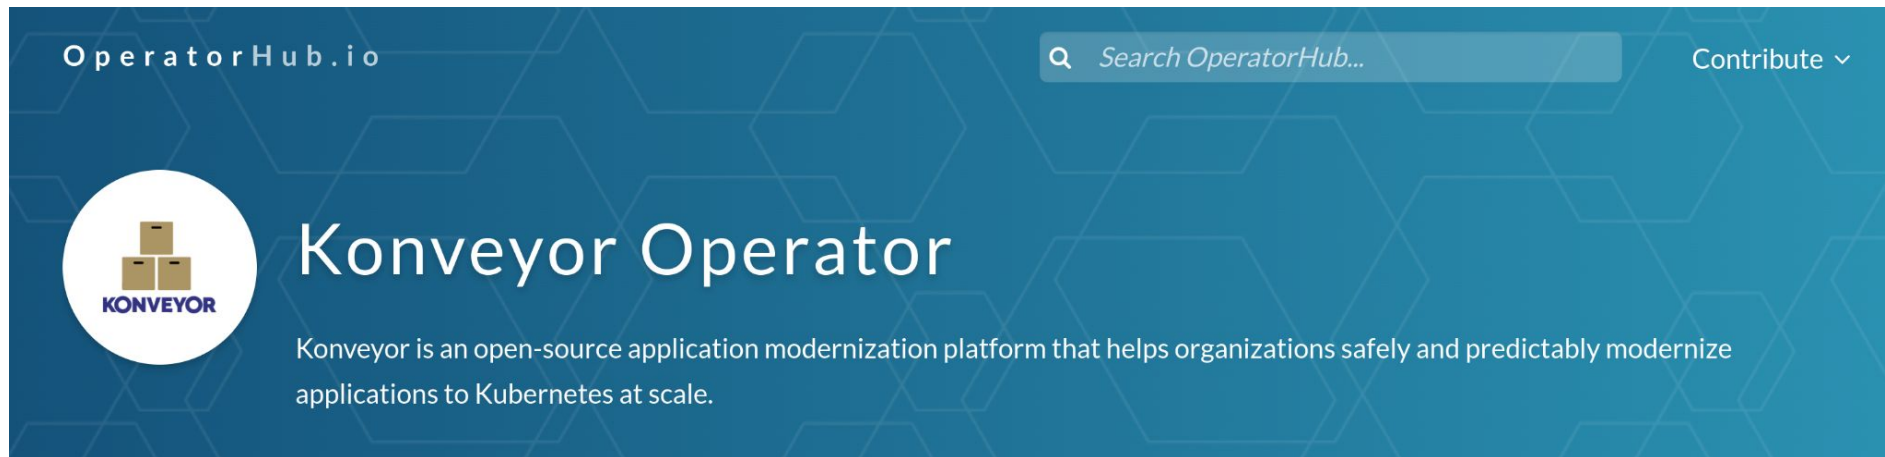 OperatorHub.io
Search OperatorHub...
Contribute
KONVEYOR
Konveyor Operator
Konveyor is an open-source application modernization platform that helps organizations safely and predictably modernize
applications to Kubernetes at scale.